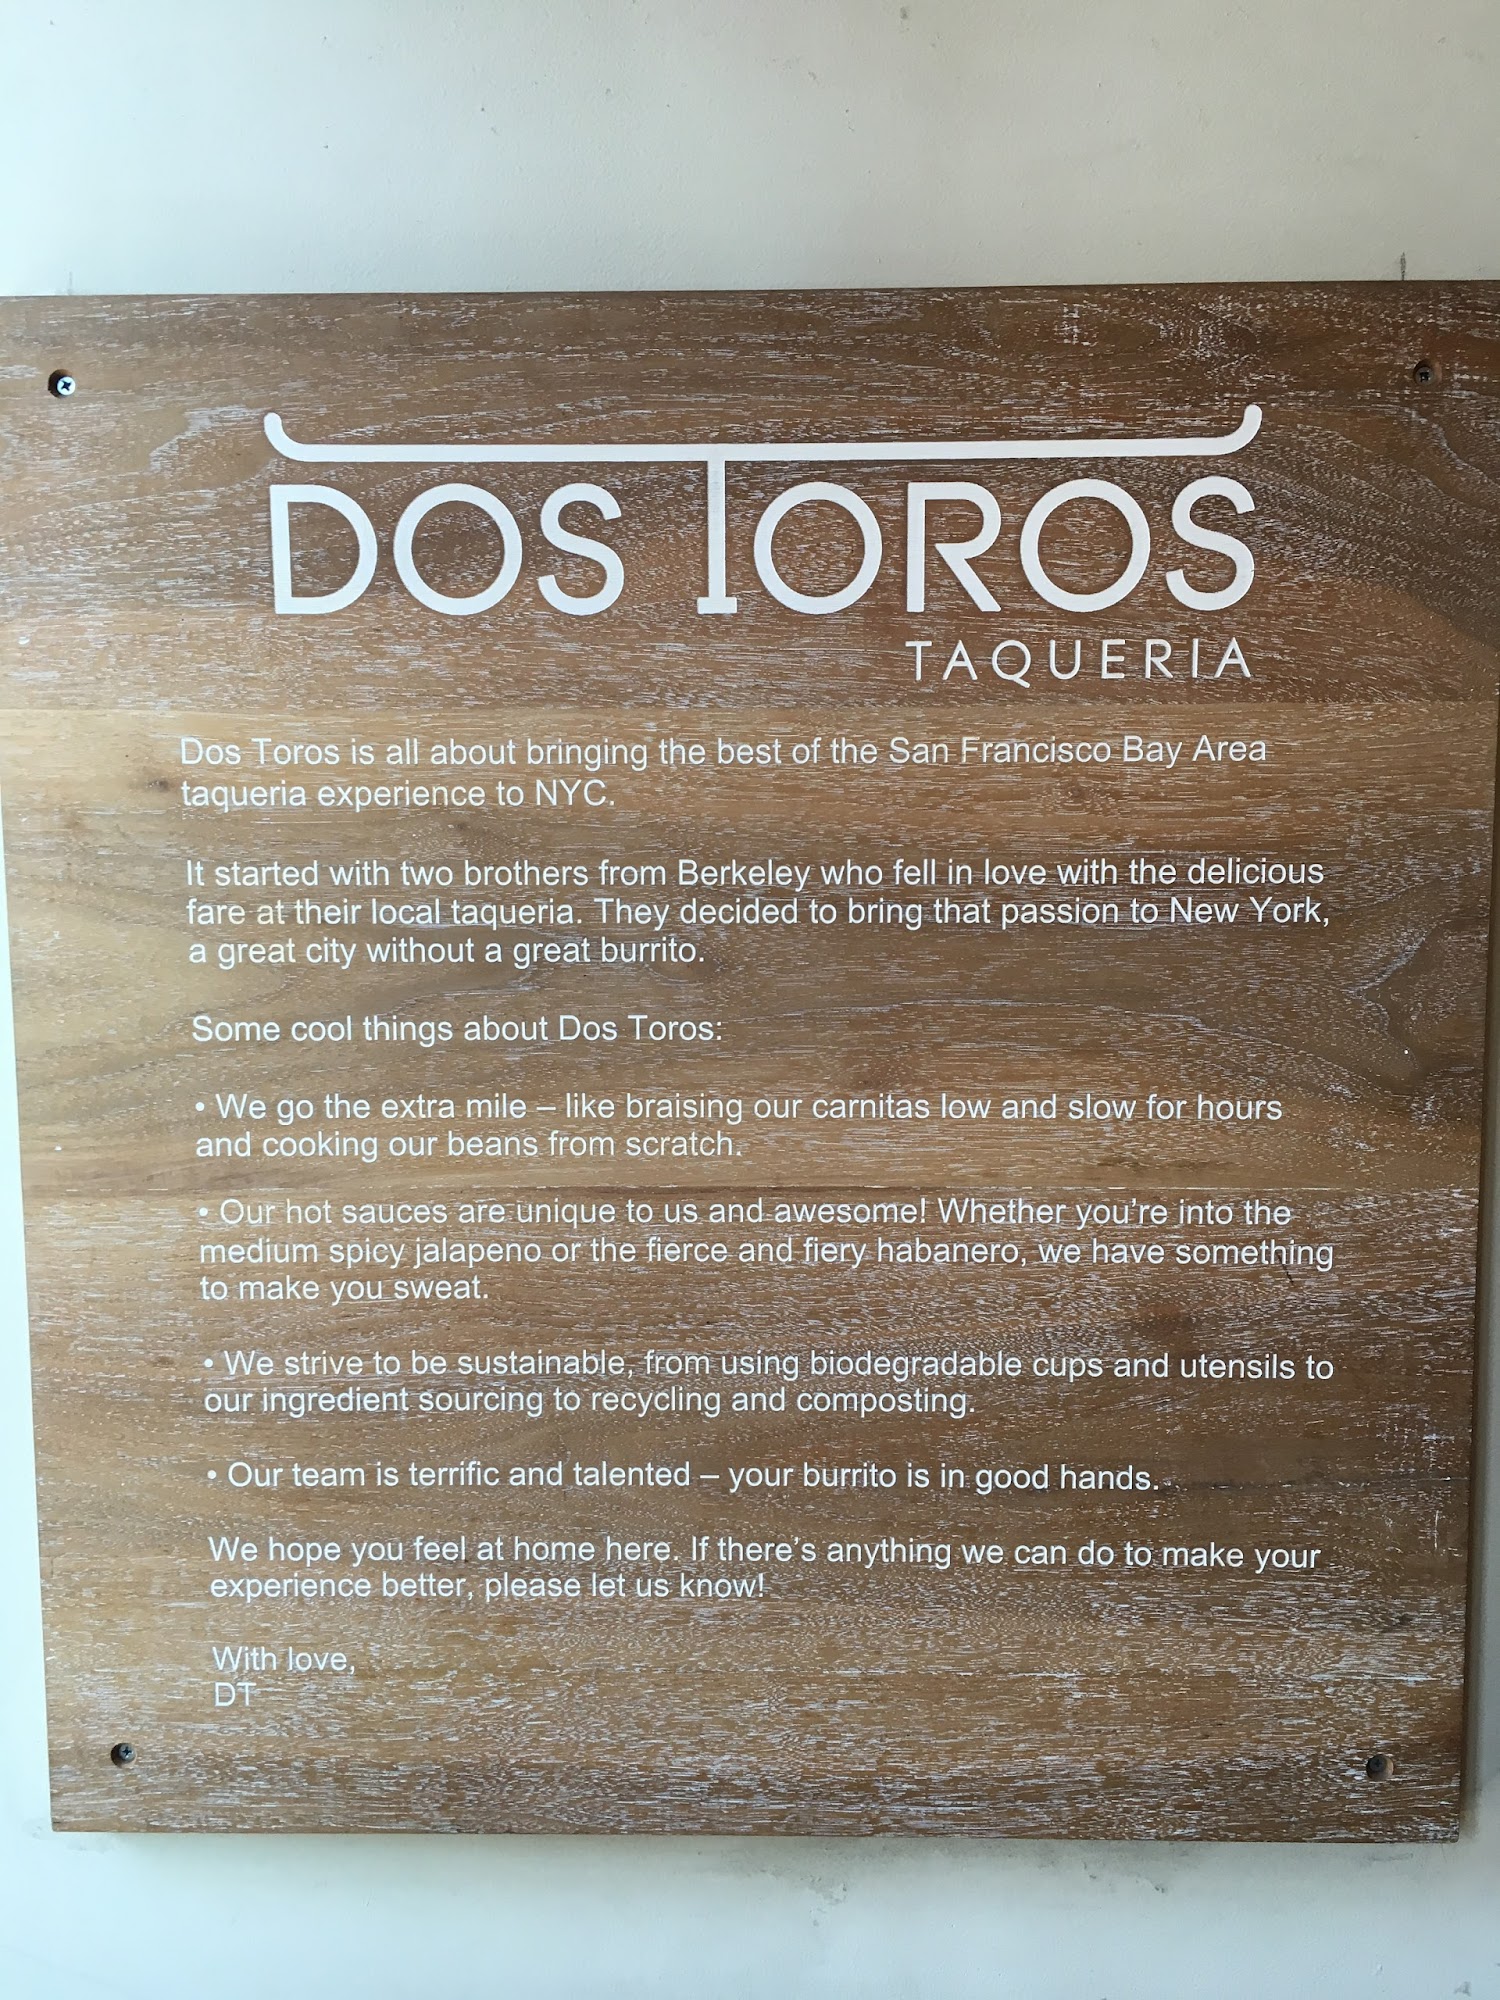 DOS TOROS
TAQUERIA
Dos Toros is all about bringing the best of the San Francisco Bay Area
taqueria experience to NYC.
It started with two brothers from Berkeley who fell in love with the delicious
fare at their local taqueria. They decided to bring that passion to New York,
a great city without a great burrito.
Some cool things about Dos Toros:
• We go the extra mile – like braising our carnitas low and slow for hours
and cooking our beans from scratch.
• Our hot sauces are unique to us and awesome! Whether you’re into the
medium spicy jalapeno or the fierce and fiery habanero, we have something
to make you sweat.
• We strive to be sustainable, from using biodegradable cups and utensils to
our ingredient sourcing to recycling and composting.
• Our team is terrific and talented – your burrito is in good hands.
We hope you feel at home here. If there’s anything we can do to make your
experience better, please let us know!
With love,
DT